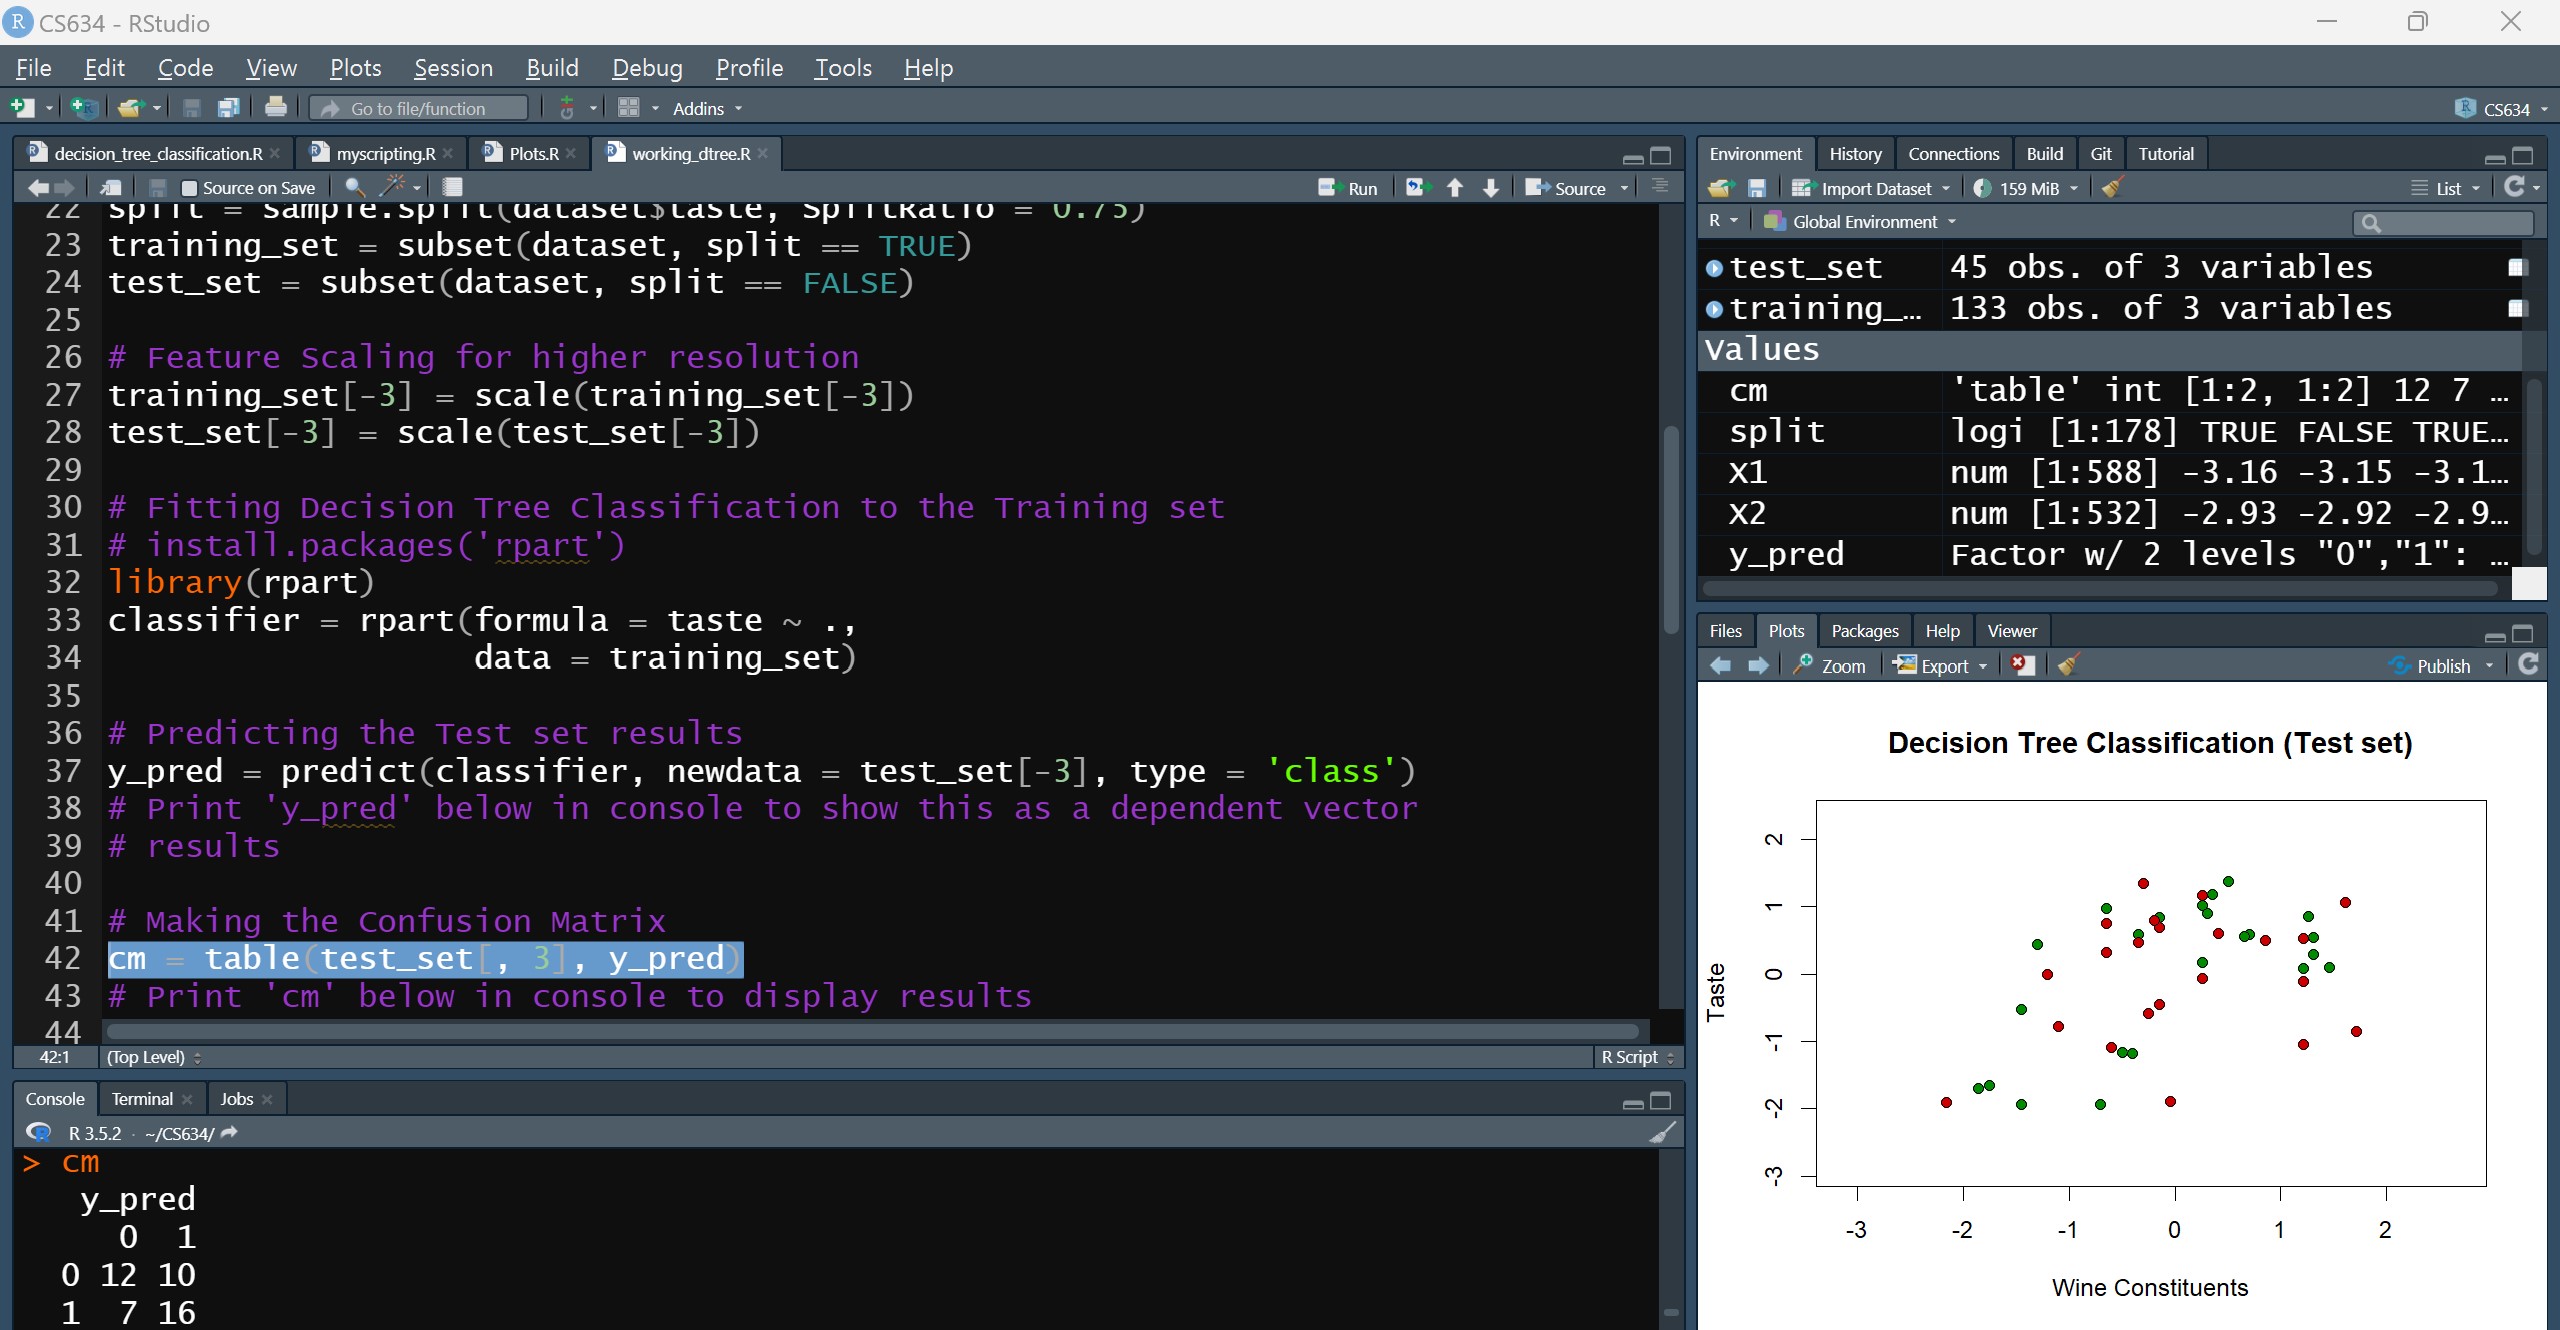 CS634 - RStudio
File Edit Code View Plots Session Build Debug Profile Tools Help
Go to file/function Addins CS634
decision_tree_classification.R myscripting.R Plots.R working_dtree.R
Source on Save Run Source
22 split = sample.split(dataset$taste, SplitRatio = 0.75)
23 training_set = subset(dataset, split == TRUE)
24 test_set = subset(dataset, split == FALSE)
25
26 # Feature Scaling for higher resolution
27 training_set[-3] = scale(training_set[-3])
28 test_set[-3] = scale(test_set[-3])
29
30 # Fitting Decision Tree Classification to the Training set
31 # install.packages('rpart')
32 library(rpart)
33 classifier = rpart(formula = taste ~ .,
34 data = training_set)
35
36 # Predicting the Test set results
37 y_pred = predict(classifier, newdata = test_set[-3], type = 'class')
38 # Print 'y_pred' below in console to show this as a dependent vector
39 # results
40
41 # Making the Confusion Matrix
42 cm = table(test_set[, 3], y_pred)
43 # Print 'cm' below in console to display results
44
42:1 (Top Level) R Script
Console Terminal Jobs
R 3.5.2 · ~/CS634/
> cm
y_pred
0 1
0 12 10
1 7 16
Environment History Connections Build Git Tutorial
Import Dataset 159 MiB List
R Global Environment
test_set 45 obs. of 3 variables
training_… 133 obs. of 3 variables
Values
cm 'table' int [1:2, 1:2] 12 7 …
split logi [1:178] TRUE FALSE TRUE…
X1 num [1:588] -3.16 -3.15 -3.1…
X2 num [1:532] -2.93 -2.92 -2.9…
y_pred Factor w/ 2 levels "0","1": …
Files Plots Packages Help Viewer
Zoom Export Publish
Decision Tree Classification (Test set)
Taste
2
1
0
-1
-2
-3
-3 -2 -1 0 1 2
Wine Constituents